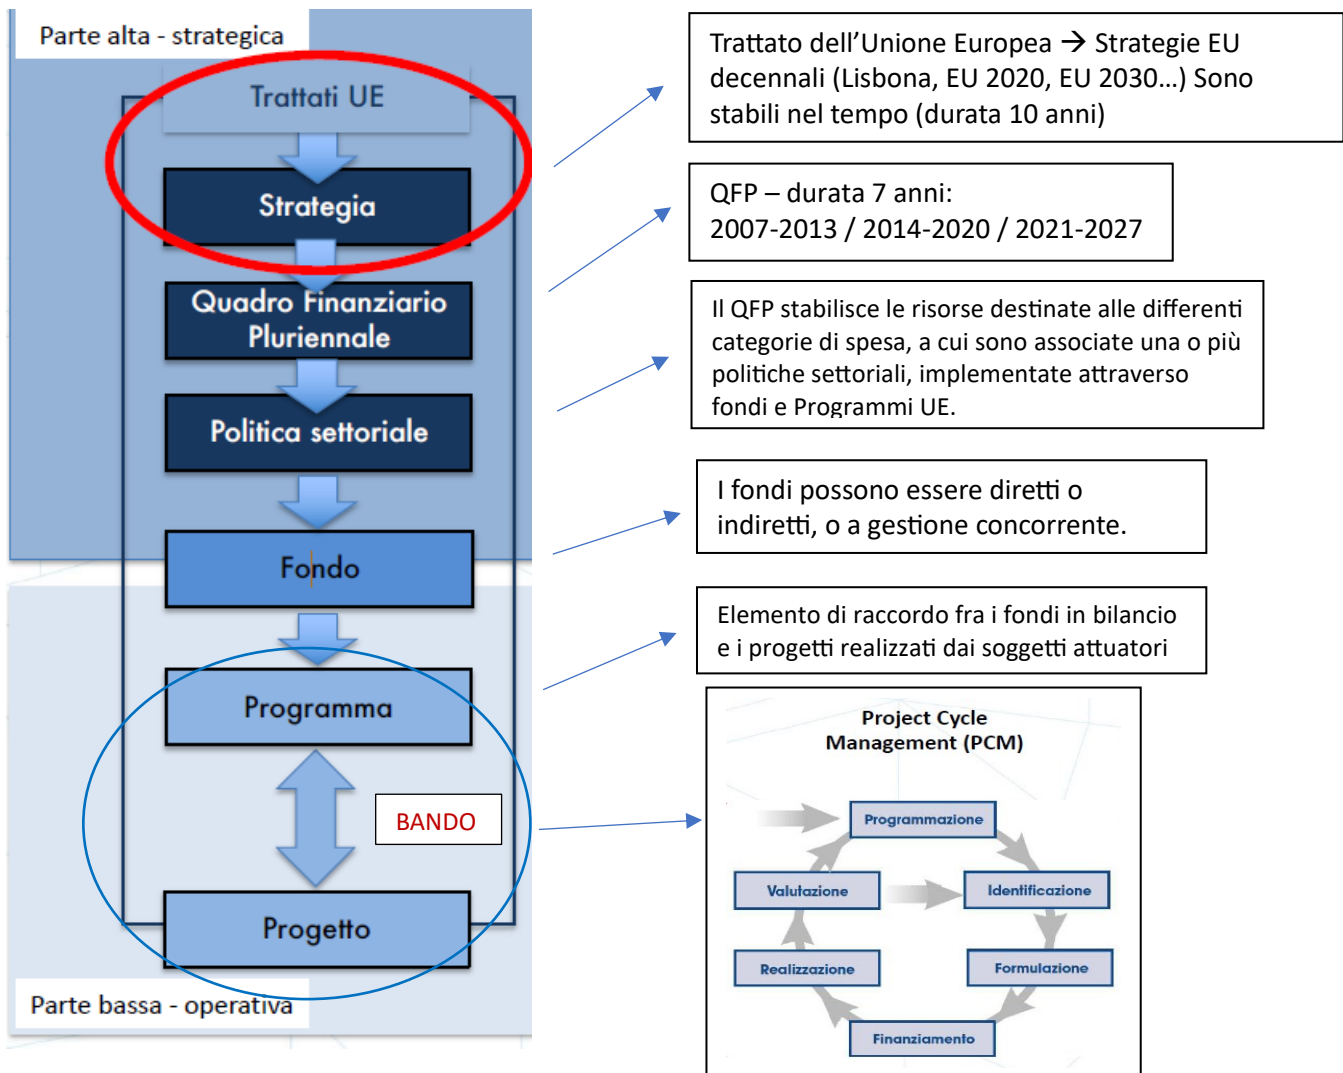 Parte alta - strategica
Trattati UE
Strategia
Quadro Finanziario
Pluriennale
Politica settoriale
Fondo
Programma
BANDO
Progetto
Parte bassa - operativa
Trattato dell’Unione Europea → Strategie EU
decennali (Lisbona, EU 2020, EU 2030…) Sono
stabili nel tempo (durata 10 anni)
QFP – durata 7 anni:
2007-2013 / 2014-2020 / 2021-2027
Il QFP stabilisce le risorse destinate alle differenti
categorie di spesa, a cui sono associate una o più
politiche settoriali, implementate attraverso
fondi e Programmi UE.
I fondi possono essere diretti o
indiretti, o a gestione concorrente.
Elemento di raccordo fra i fondi in bilancio
e i progetti realizzati dai soggetti attuatori
Project Cycle
Management (PCM)
Programmazione
Identificazione
Formulazione
Finanziamento
Realizzazione
Valutazione